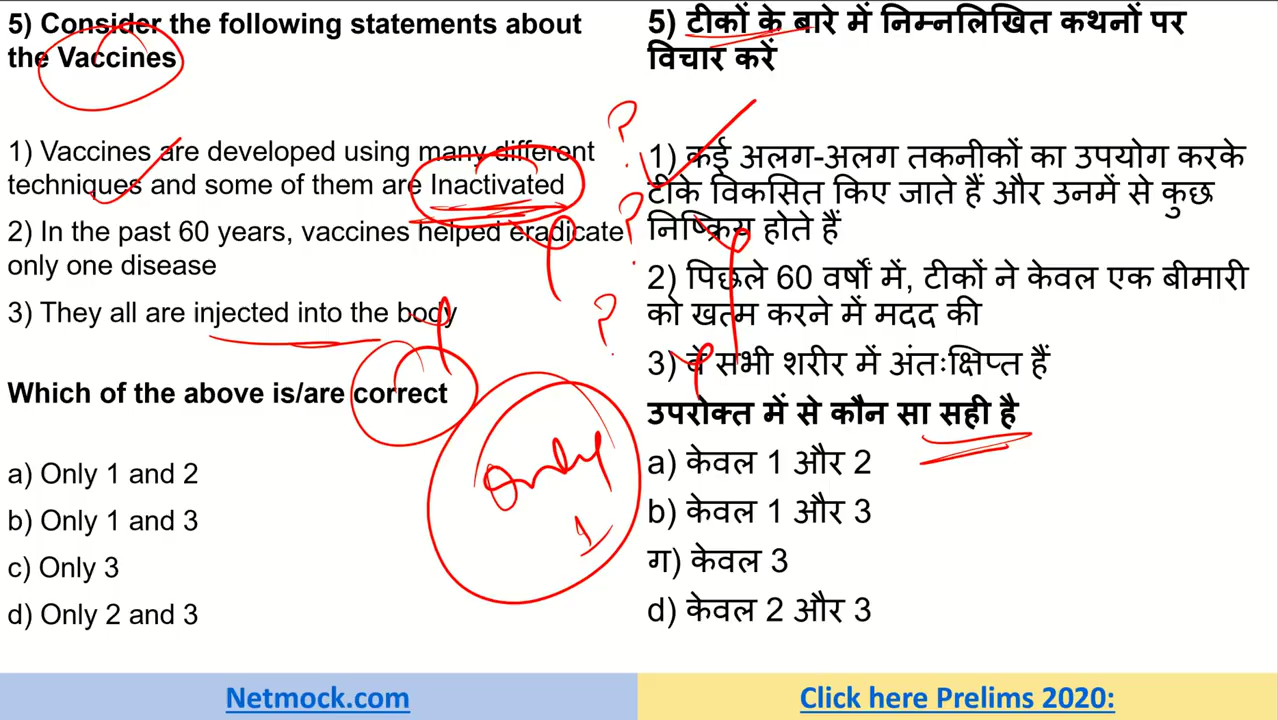 5) Consider the following statements about
the Vaccines
1) Vaccines are developed using many different
techniques and some of them are Inactivated
2) In the past 60 years, vaccines helped eradicate
only one disease
3) They all are injected into the body
Which of the above is/are correct
a) Only 1 and 2
b) Only 1 and 3
c) Only 3
d) Only 2 and 3
Only
1
5) टीकों के बारे में निम्नलिखित कथनों पर
विचार करें
1) कई अलग-अलग तकनीकों का उपयोग करके
टीके विकसित किए जाते हैं और उनमें से कुछ
निष्क्रिय होते हैं
2) पिछले 60 वर्षों में, टीकों ने केवल एक बीमारी
को खतम करने में मदद की
3) वे सभी शरीर में अंतःक्षिप्त हैं
उपरोक्त में से कौन सा सही है
a) केवल 1 और 2
b) केवल 1 और 3
ग) केवल 3
d) केवल 2 और 3
?
?
?
Netmock.com
Click here Prelims 2020: